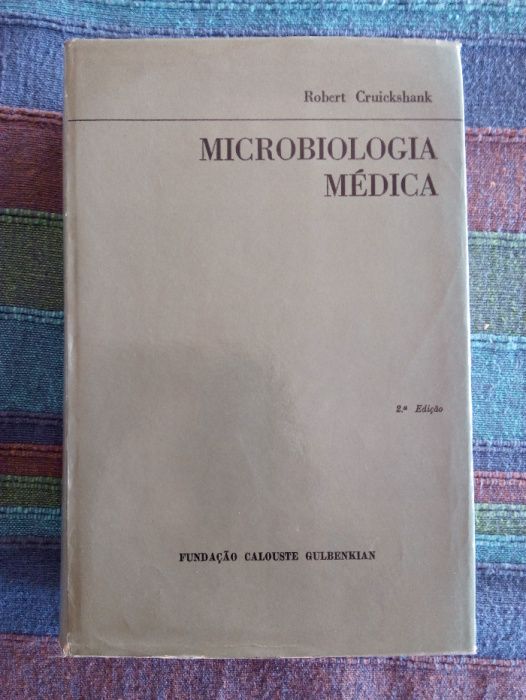 Robert Cruickshank
MICROBIOLOGIA
MÉDICA
2.ª Edição
FUNDAÇÃO CALOUSTE GULBENKIAN